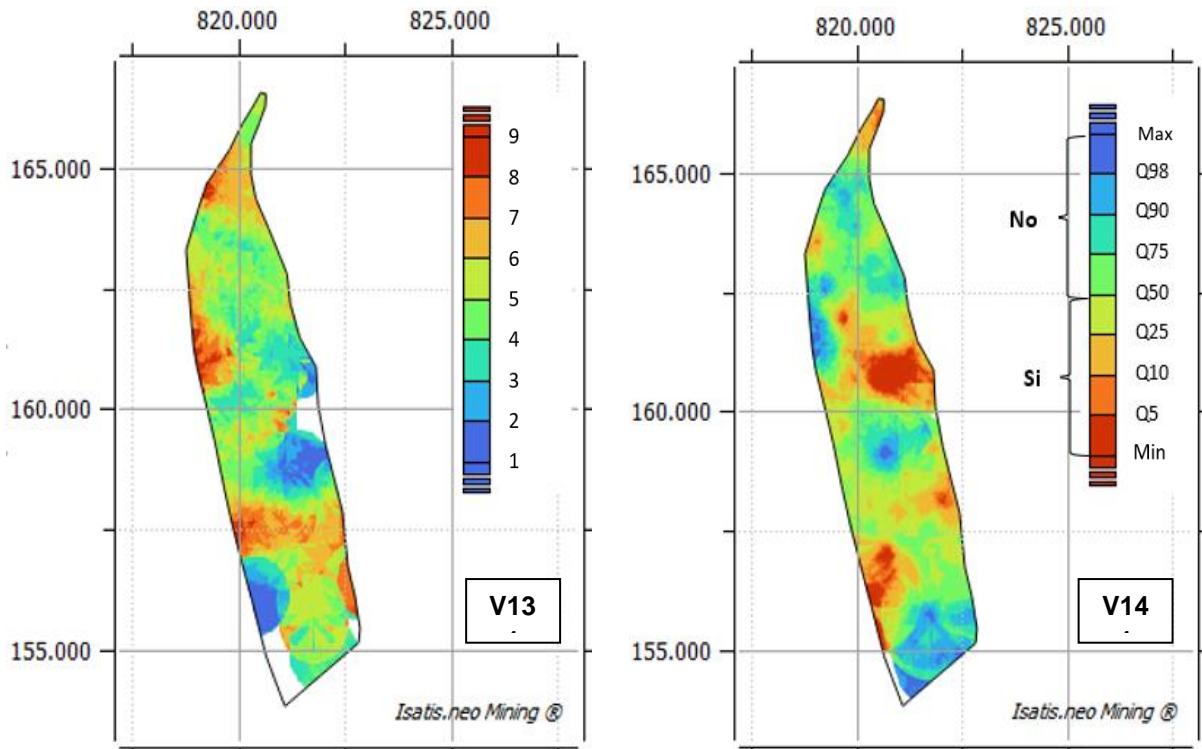 820.000 825.000
165.000
160.000
155.000
9
8
7
6
5
4
3
2
1
V13
Isatis.neo Mining ®
820.000 825.000
165.000
160.000
155.000
No
Si
Max
Q98
Q90
Q75
Q50
Q25
Q10
Q5
Min
V14
Isatis.neo Mining ®